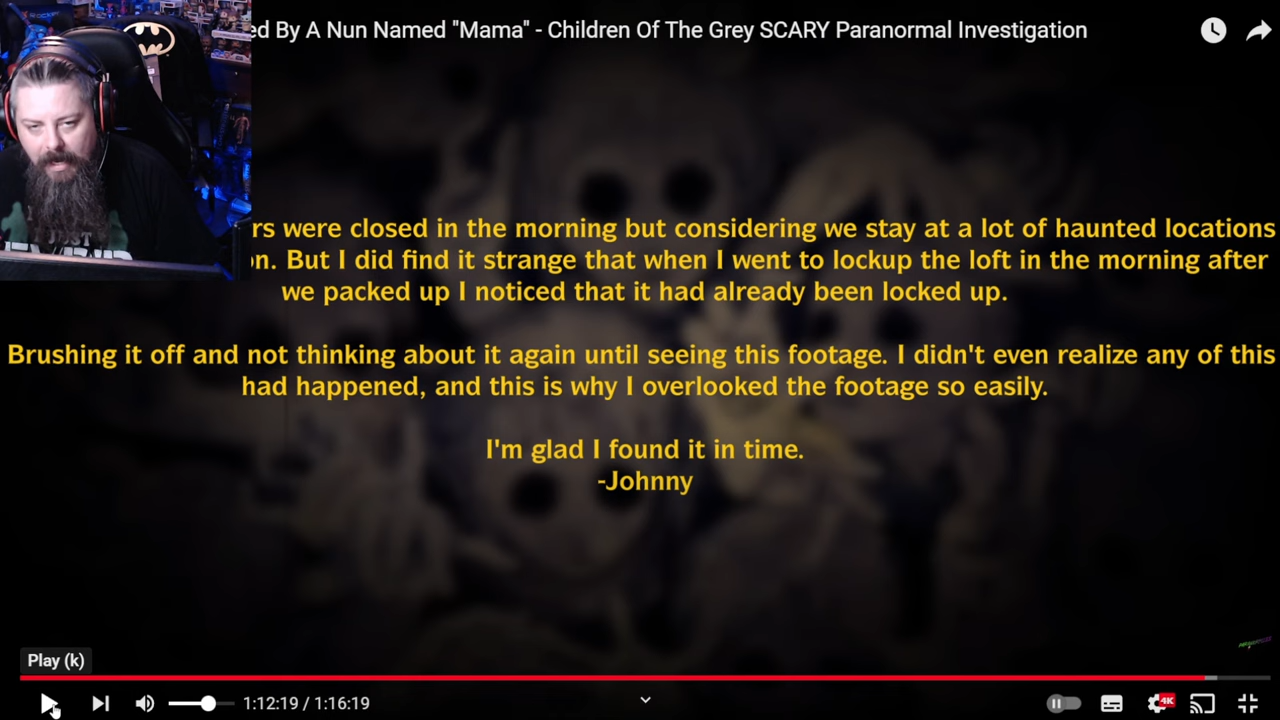 ed By A Nun Named "Mama" - Children Of The Grey SCARY Paranormal Investigation
rs were closed in the morning but considering we stay at a lot of haunted locations
n. But I did find it strange that when I went to lockup the loft in the morning after
we packed up I noticed that it had already been locked up.
Brushing it off and not thinking about it again until seeing this footage. I didn't even realize any of this
had happened, and this is why I overlooked the footage so easily.
I'm glad I found it in time.
-Johnny
Play (k)
1:12:19 / 1:16:19
4K